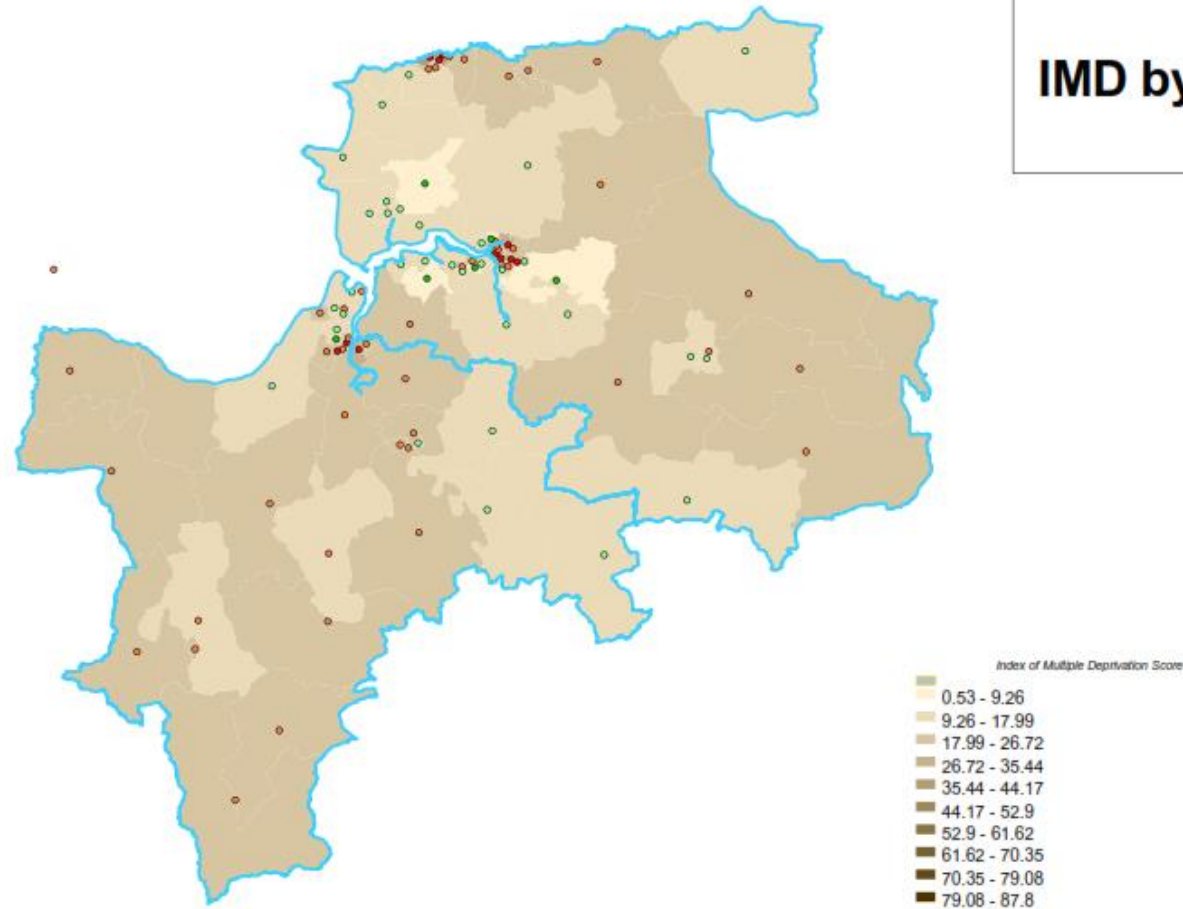 IMD by
Index of Multiple Deprivation Score
0.53 - 9.26
9.26 - 17.99
17.99 - 26.72
26.72 - 35.44
35.44 - 44.17
44.17 - 52.9
52.9 - 61.62
61.62 - 70.35
70.35 - 79.08
79.08 - 87.8